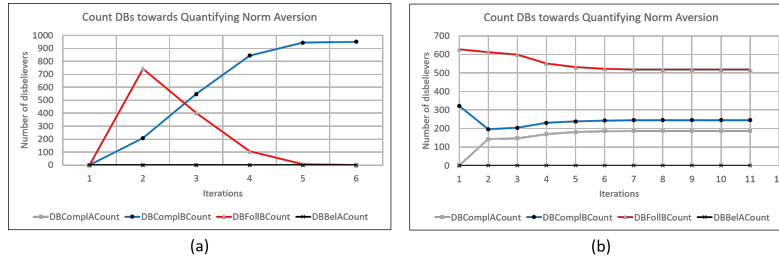 Count DBs towards Quantifying Norm Aversion
Number of disbelievers
1000
900
800
700
600
500
400
300
200
100
0
1 2 3 4 5 6
Iterations
DBComplACount DBComplBCount DBFollBCount DBBelACount
(a)
Count DBs towards Quantifying Norm Aversion
Number of disbelievers
700
600
500
400
300
200
100
0
1 2 3 4 5 6 7 8 9 10 11 1
Iterations
DBComplACount DBComplBCount DBFollBCount DBBelACount
(b)